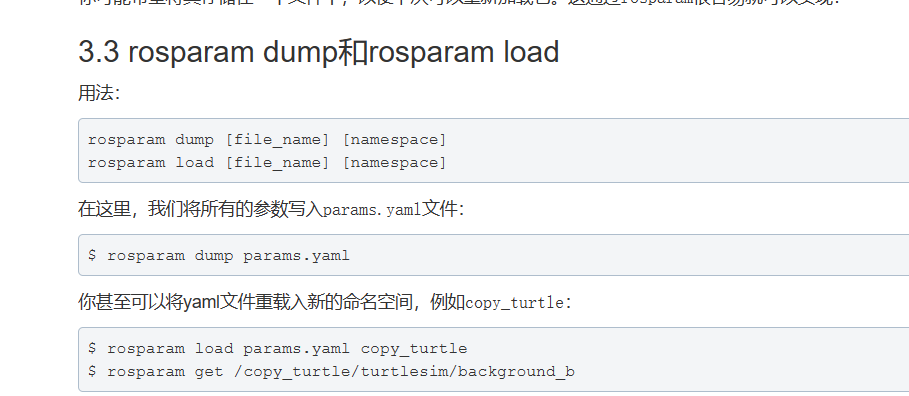 3.3 rosparam dump和rosparam load
用法：
rosparam dump [file_name] [namespace]
rosparam load [file_name] [namespace]
在这里，我们将所有的参数写入params.yaml文件：
$ rosparam dump params.yaml
你甚至可以将yaml文件重载入新的命名空间，例如copy_turtle：
$ rosparam load params.yaml copy_turtle
$ rosparam get /copy_turtle/turtlesim/background_b